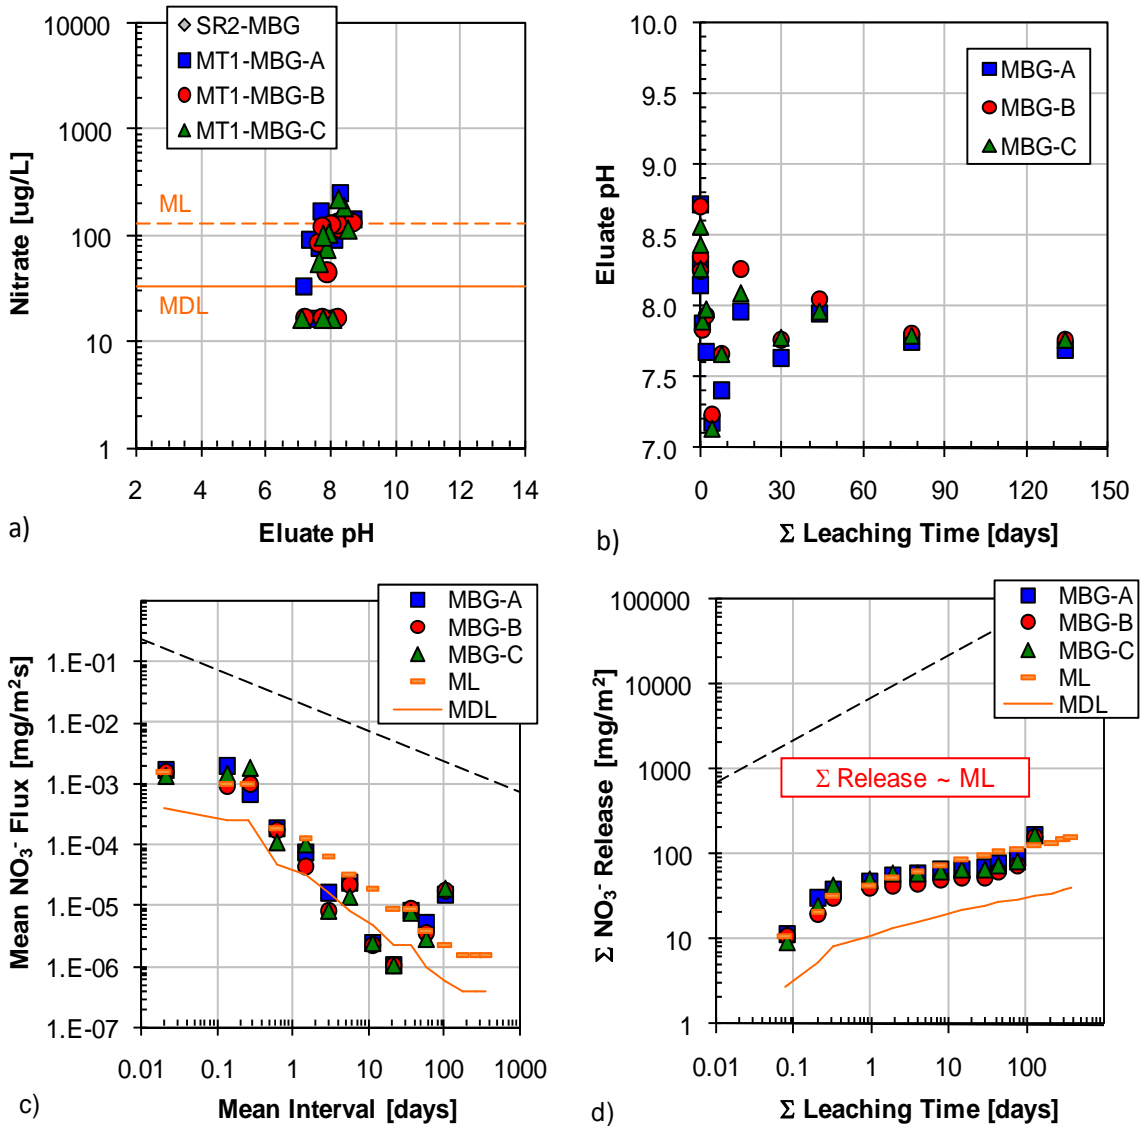 SR2-MBG
MT1-MBG-A
MT1-MBG-B
MT1-MBG-C
10000
1000
100
10
1
Nitrate [ug/L]
ML
MDL
2 4 6 8 10 12 14
Eluate pH
a)
MBG-A
MBG-B
MBG-C
10.0
9.5
9.0
8.5
8.0
7.5
7.0
Eluate pH
0 30 60 90 120 150
Σ Leaching Time [days]
b)
MBG-A
MBG-B
MBG-C
ML
MDL
1.E-01
1.E-02
1.E-03
1.E-04
1.E-05
1.E-06
1.E-07
Mean NO₃⁻ Flux [mg/m²s]
0.01 0.1 1 10 100 1000
Mean Interval [days]
c)
MBG-A
MBG-B
MBG-C
ML
MDL
100000
10000
1000
100
10
1
Σ NO₃⁻ Release [mg/m²]
Σ Release ~ ML
0.01 0.1 1 10 100
Σ Leaching Time [days]
d)